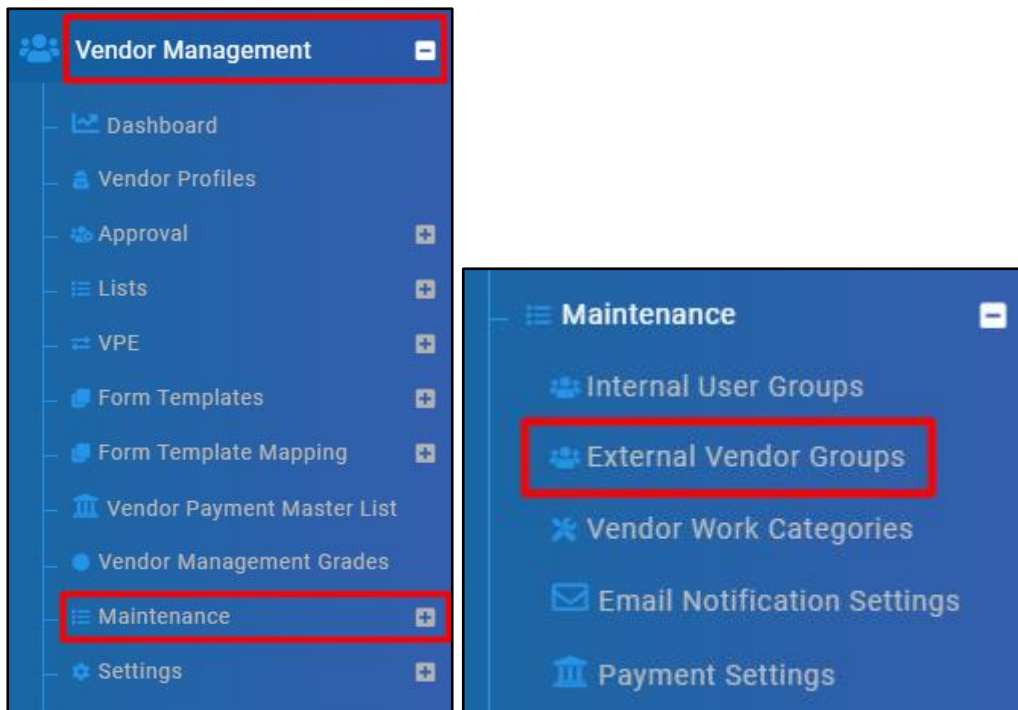 Vendor Management
Dashboard
Vendor Profiles
Approval
Lists
VPE
Form Templates
Form Template Mapping
Vendor Payment Master List
Vendor Management Grades
Maintenance
Settings
Maintenance
Internal User Groups
External Vendor Groups
Vendor Work Categories
Email Notification Settings
Payment Settings